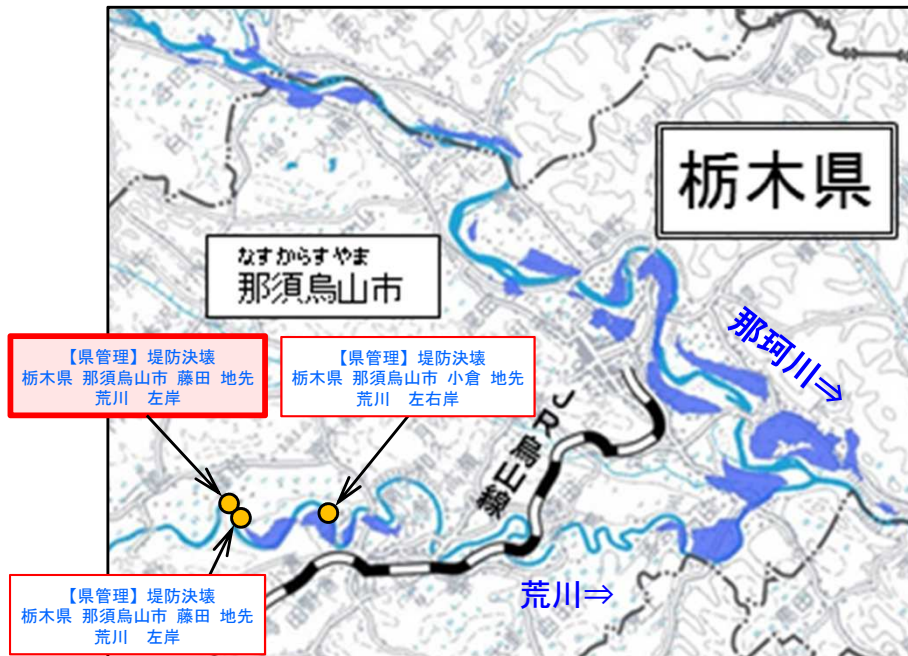 栃木県
なすからすやま
那須烏山市
那珂川⇒
【県管理】堤防決壊
栃木県 那須烏山市 藤田 地先
荒川 左岸
【県管理】堤防決壊
栃木県 那須烏山市 小倉 地先
荒川 左右岸
JR烏山線
荒川⇒
【県管理】堤防決壊
栃木県 那須烏山市 藤田 地先
荒川 左岸